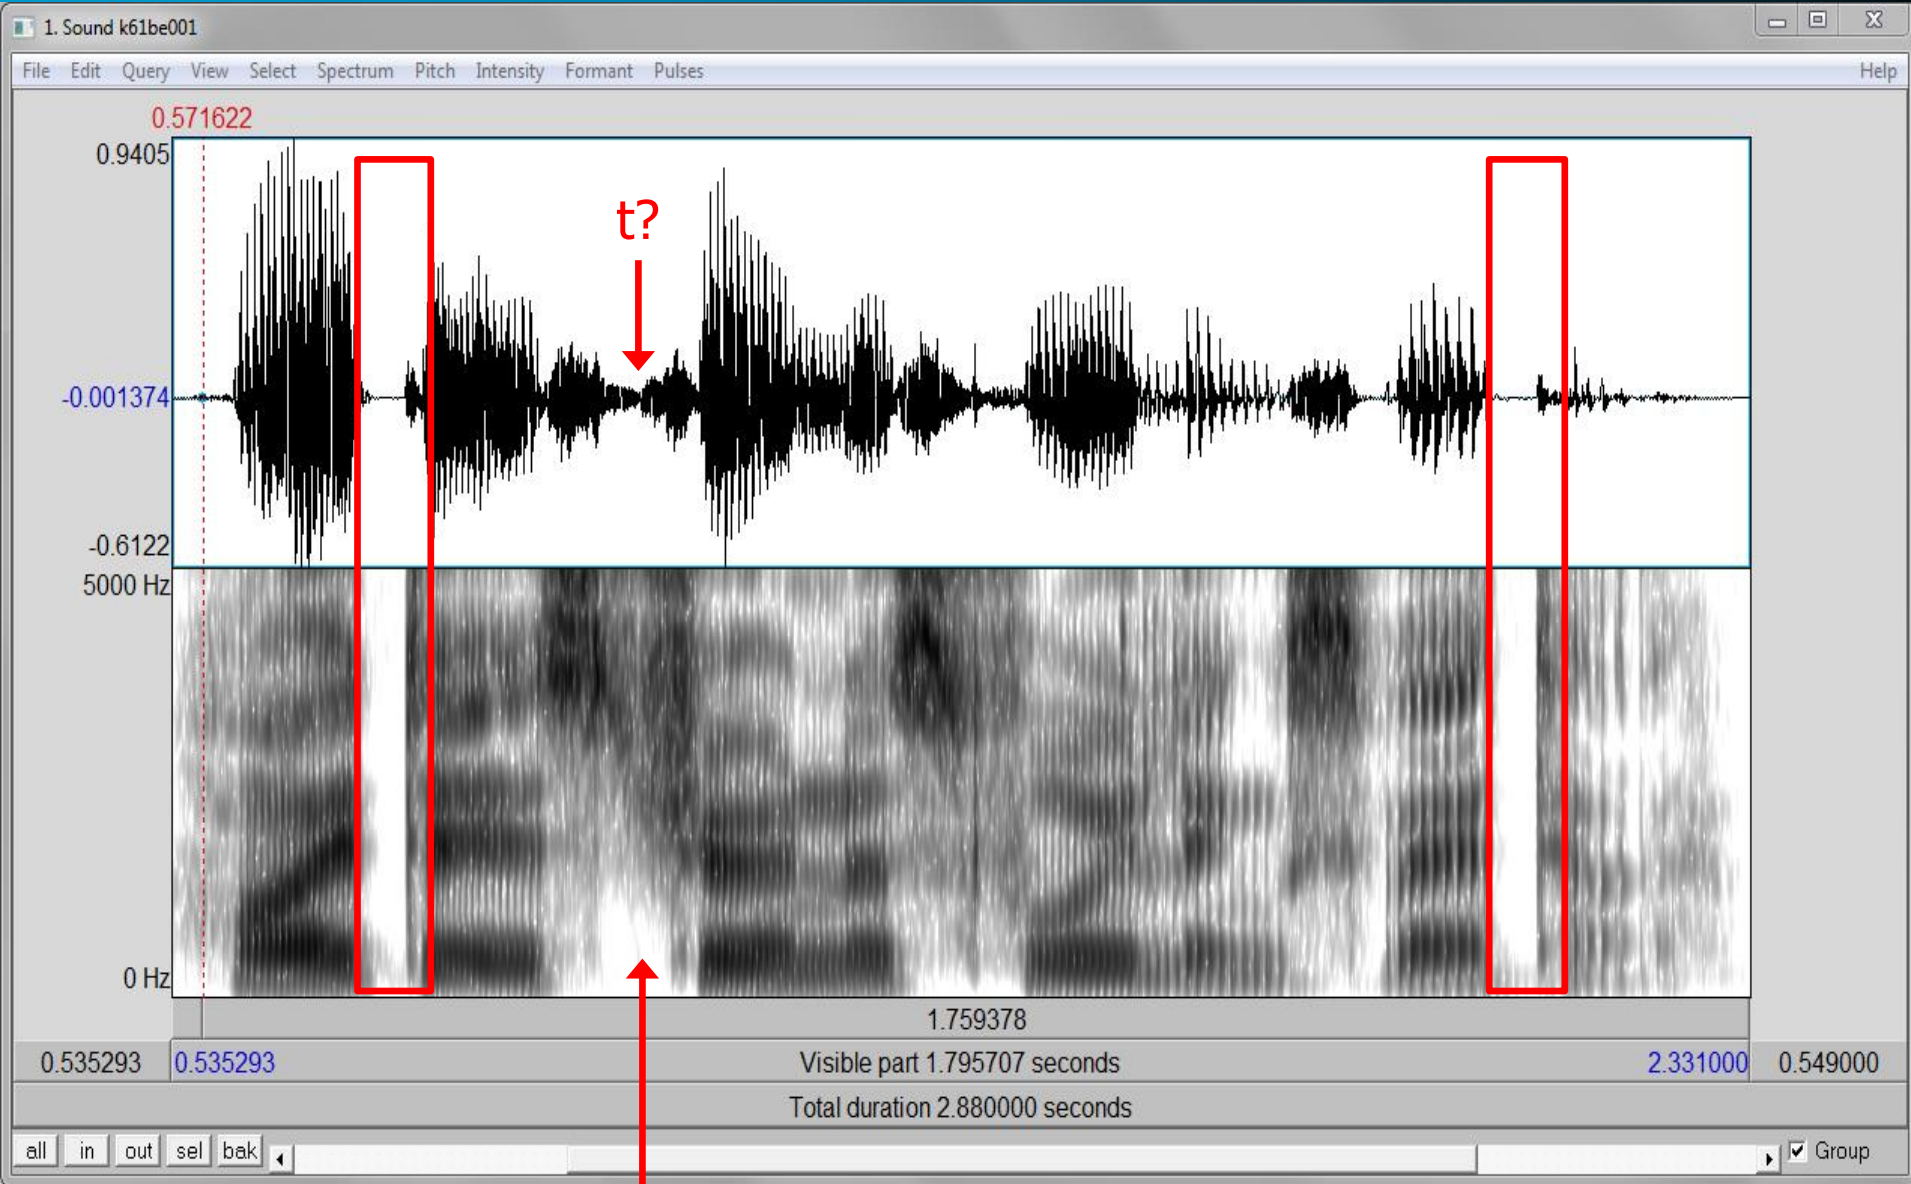 1. Sound k61be001
File Edit Query View Select Spectrum Pitch Intensity Formant Pulses Help
0.571622
0.9405
t?
-0.001374
-0.6122
5000 Hz
0 Hz
1.759378
0.535293 0.535293 Visible part 1.795707 seconds 2.331000 0.549000
Total duration 2.880000 seconds
all in out sel bak Group